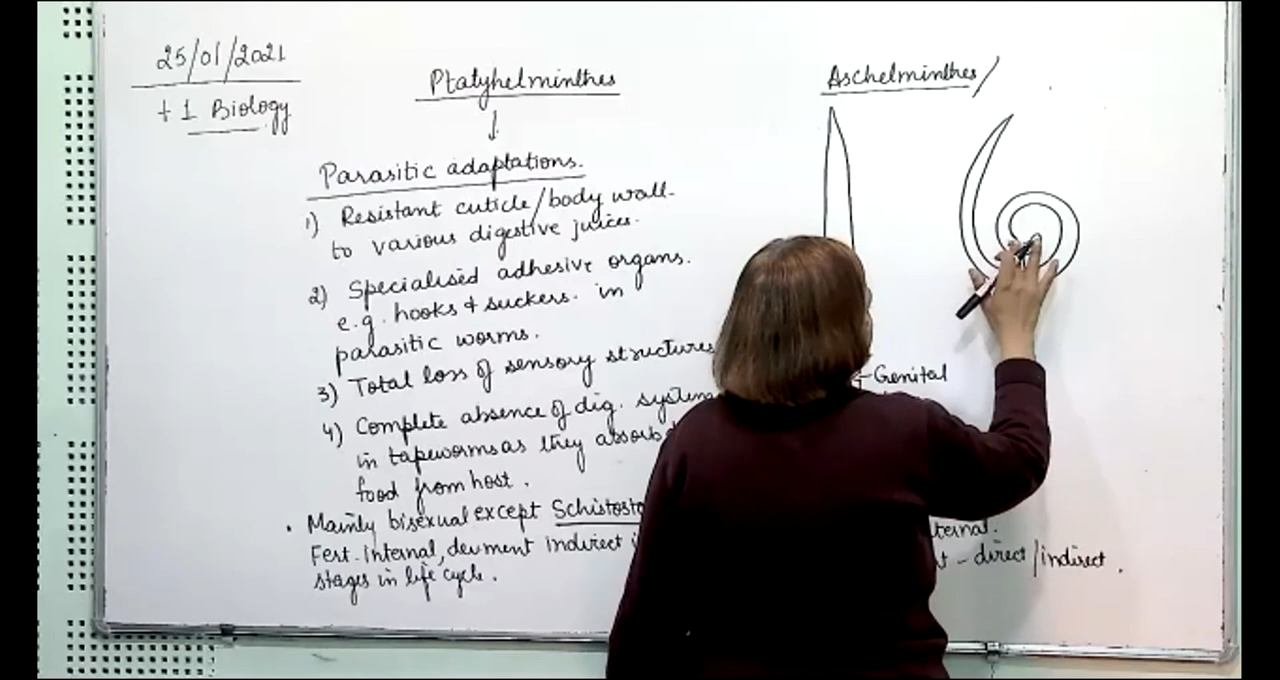 25/01/2021
+1 Biology
Platyhelminthes
Parasitic adaptations.
1) Resistant cuticle/body wall-
to various digestive juices.
2) Specialised adhesive organs.
e.g. hooks & suckers. in
parasitic worms.
3) Total loss of sensory structures
4) Complete absence of dig. system
in tapeworms as they absorb
food from host.
. Mainly bisexual except
Fert. Internal, devment indirect
stages in life cycle.
Aschelminthes/
-Genital
- direct/indirect.